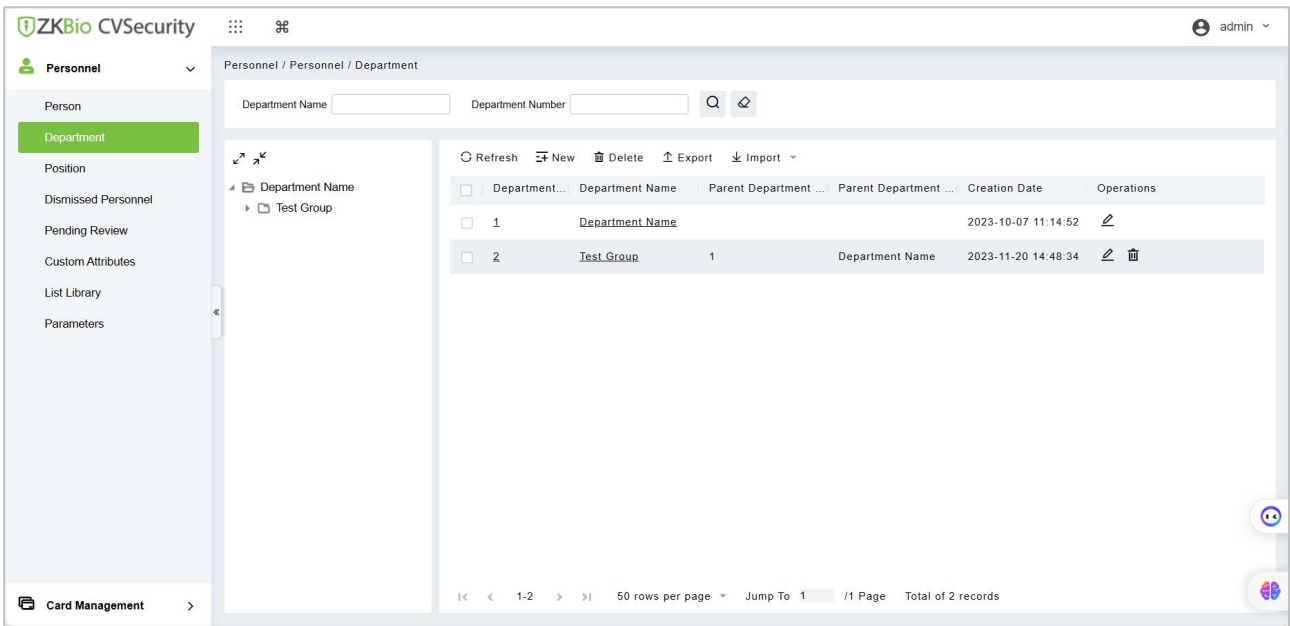 ZKBio CVSecurity
admin
Personnel
Person
Department
Position
Dismissed Personnel
Pending Review
Custom Attributes
List Library
Parameters
Card Management
Personnel / Personnel / Department
Department Name
Department Number
Department Name
Test Group
Refresh New Delete Export Import
Department... Department Name Parent Department ... Parent Department ... Creation Date Operations
1 Department Name 2023-10-07 11:14:52
2 Test Group 1 Department Name 2023-11-20 14:48:34
1-2 50 rows per page Jump To 1 /1 Page Total of 2 records